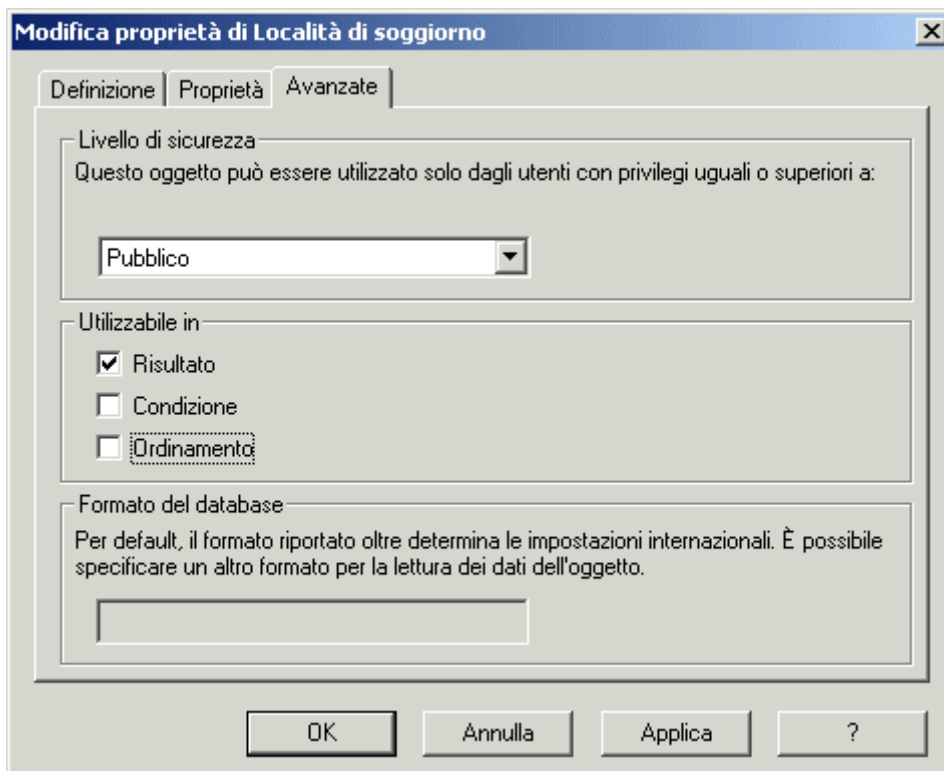 Modifica proprietà di Località di soggiorno
Definizione Proprietà Avanzate
Livello di sicurezza
Questo oggetto può essere utilizzato solo dagli utenti con privilegi uguali o superiori a:
Pubblico
Utilizzabile in
Risultato
Condizione
Ordinamento
Formato del database
Per default, il formato riportato oltre determina le impostazioni internazionali. È possibile
specificare un altro formato per la lettura dei dati dell'oggetto.
OK Annulla Applica ?